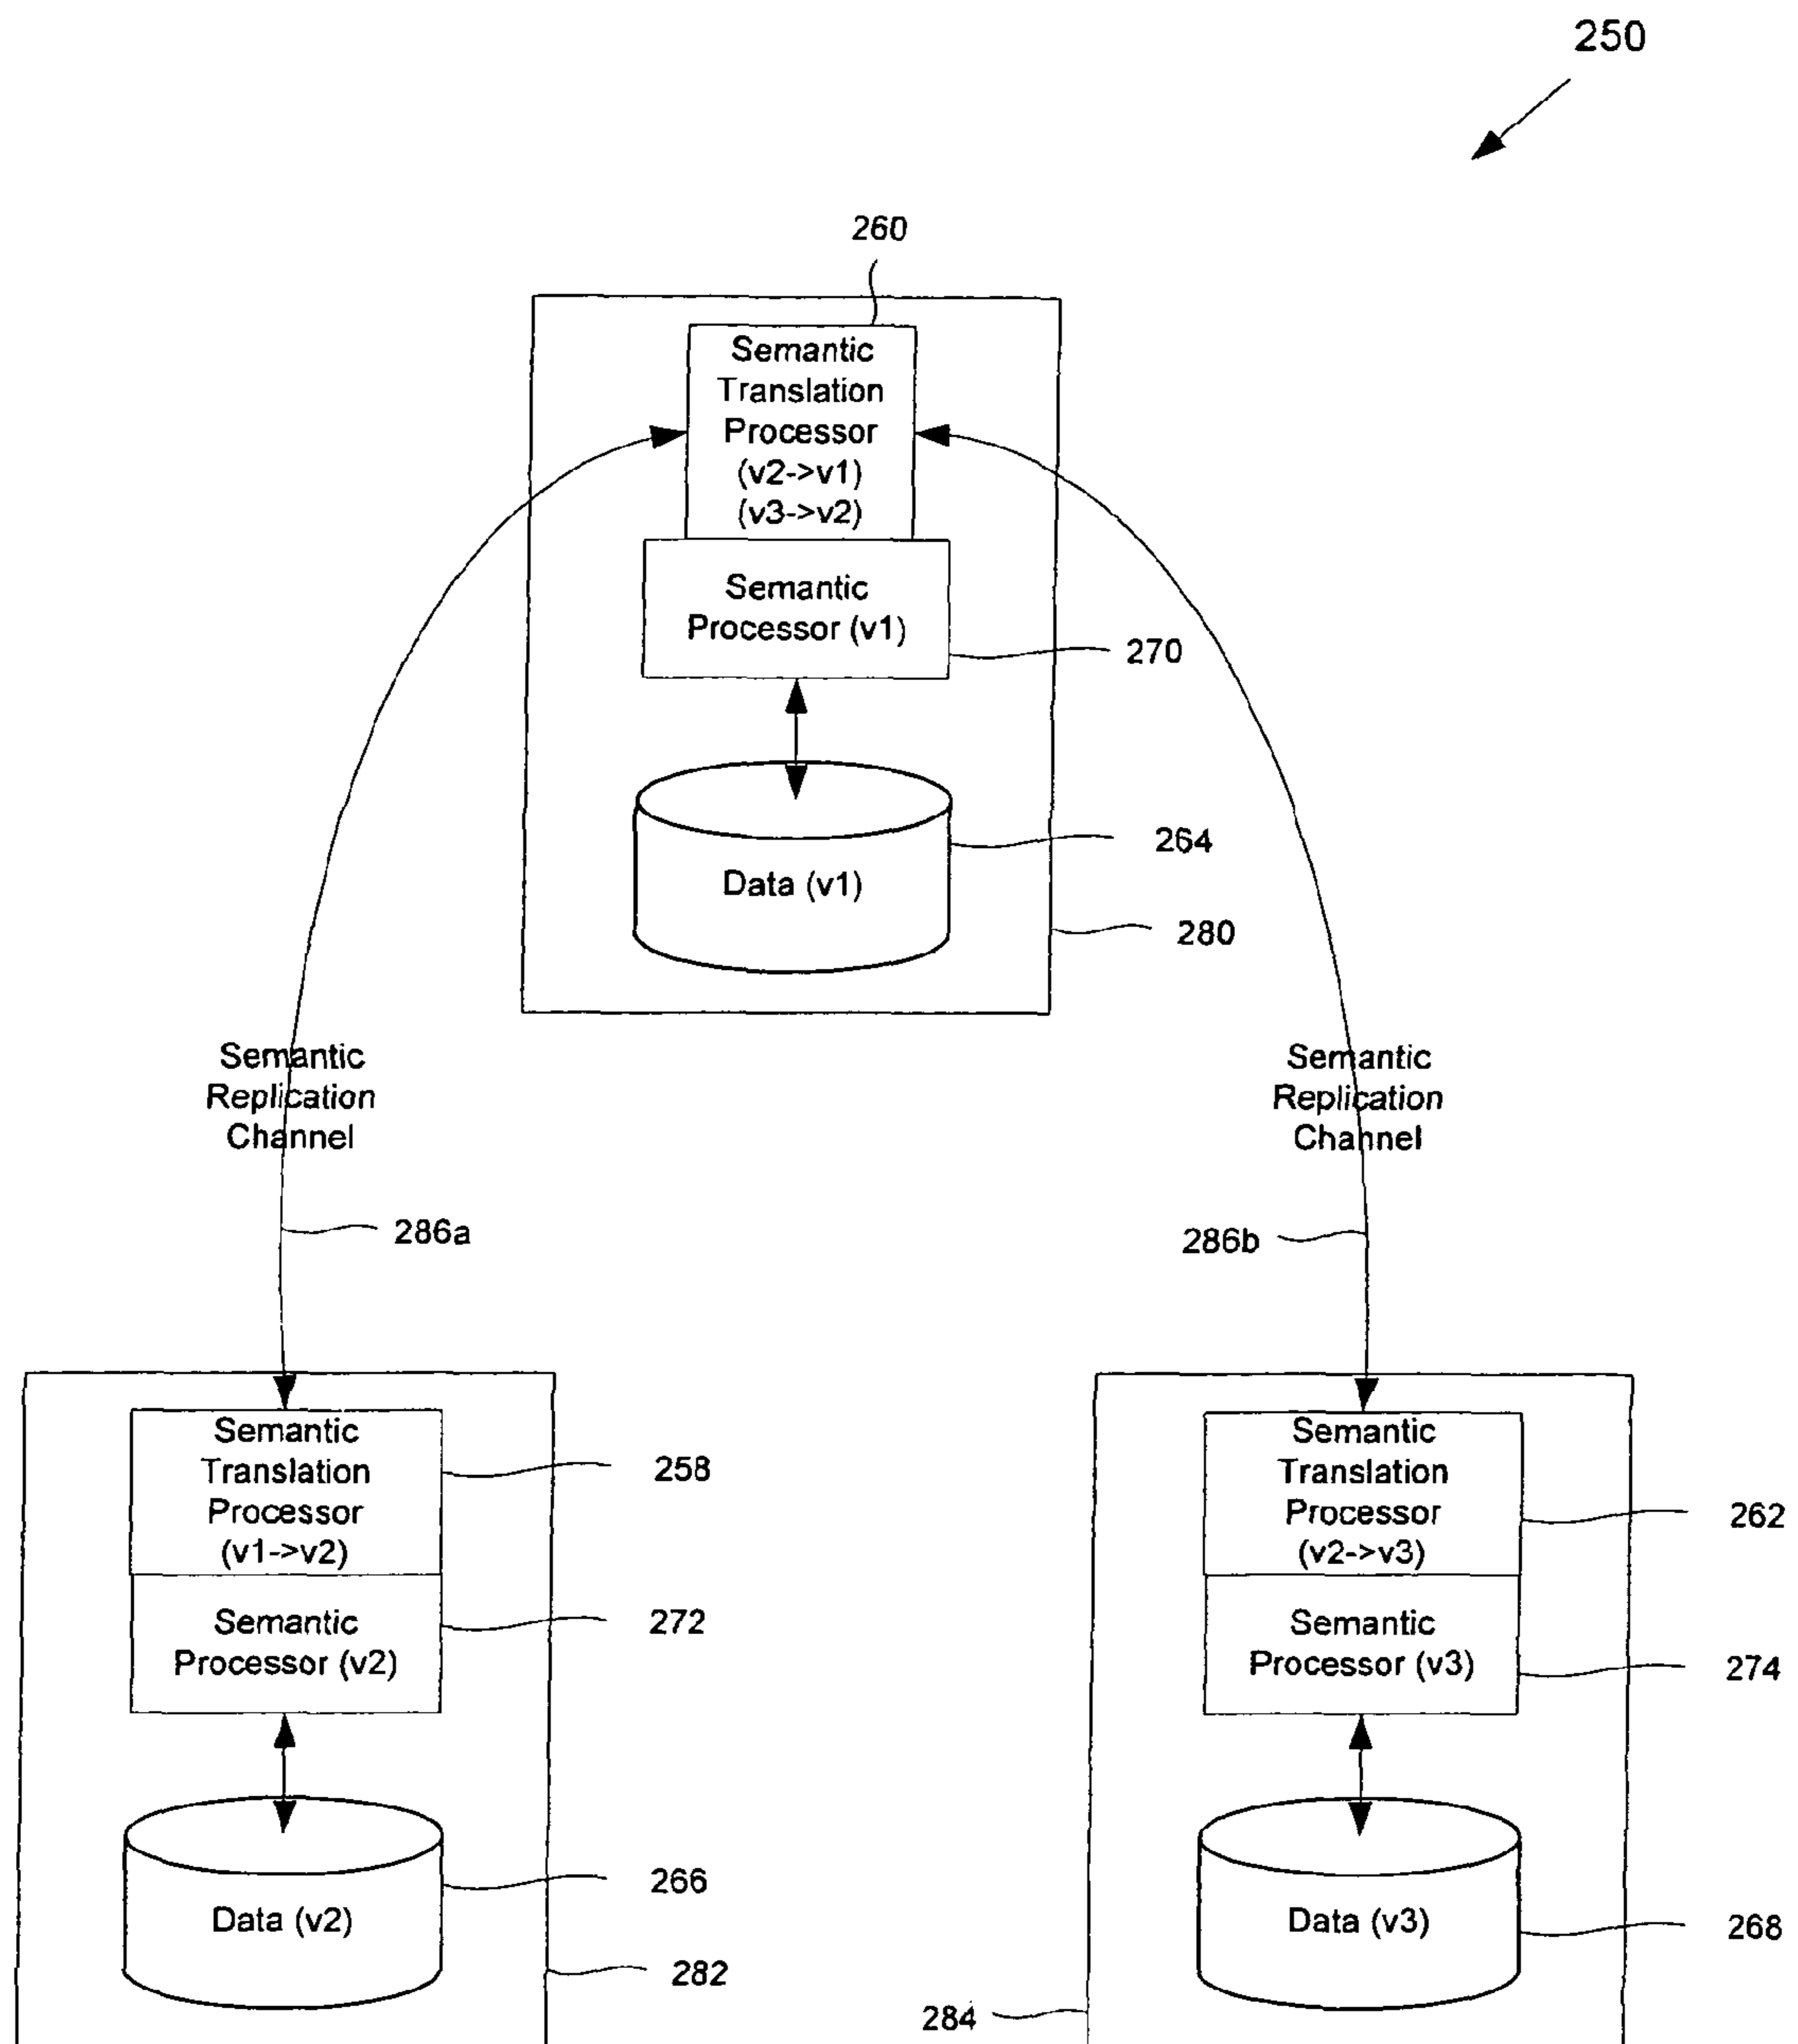 250
260
Semantic
Translation
Processor
(v2->v1)
(v3->v2)
Semantic
Processor (v1)
270
264
Data (v1)
280
Semantic
Replication
Channel
Semantic
Replication
Channel
286a
286b
Semantic
Translation
Processor
(v1->v2)
258
Semantic
Processor (v2)
272
266
Data (v2)
282
Semantic
Translation
Processor
(v2->v3)
262
Semantic
Processor (v3)
274
Data (v3)
268
284